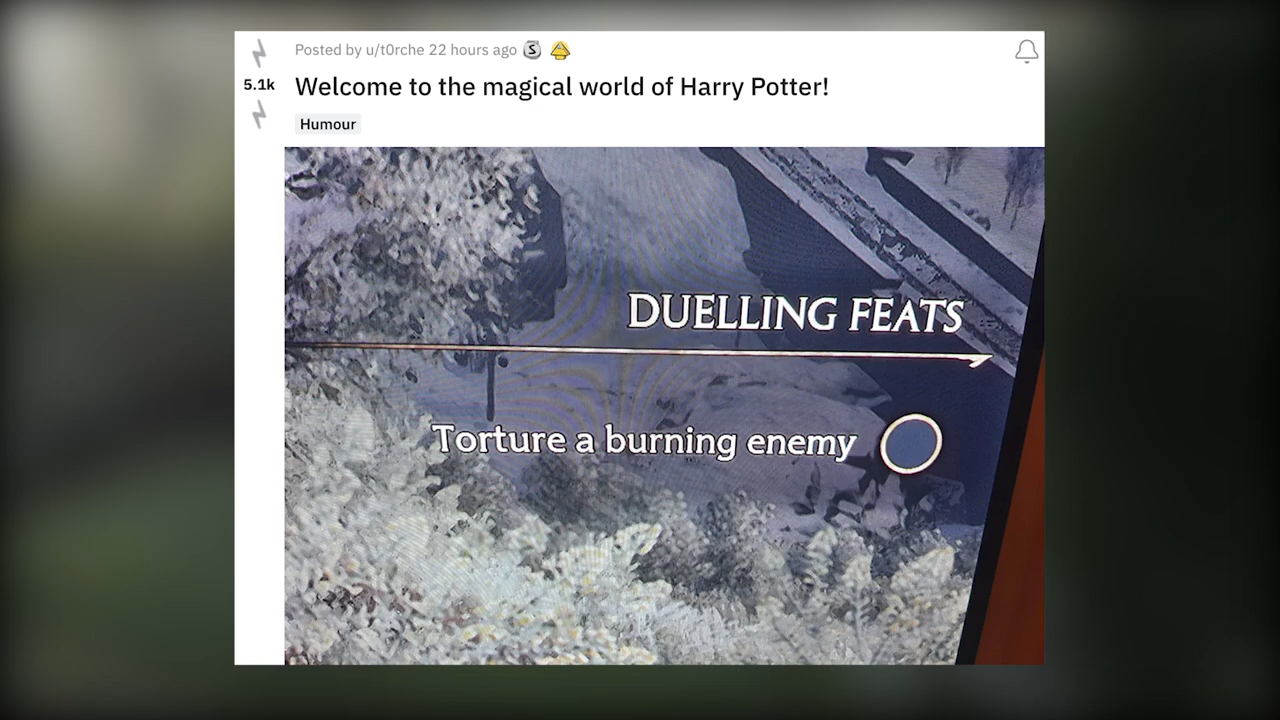 Posted by u/t0rche 22 hours ago
5.1k
Welcome to the magical world of Harry Potter!
Humour
DUELLING FEATS
Torture a burning enemy